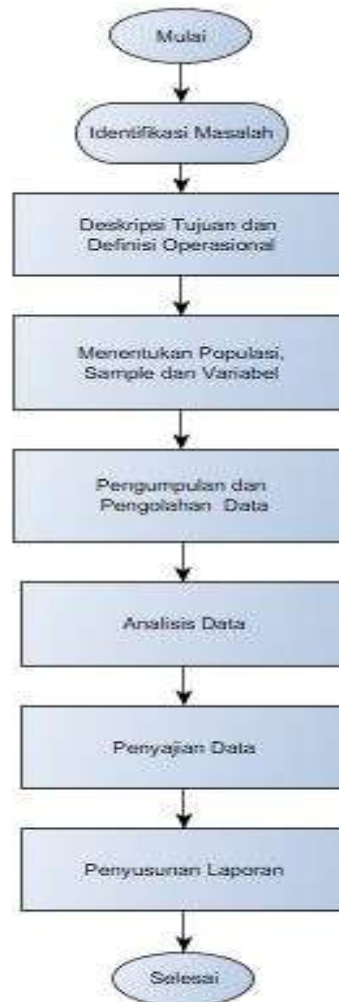 Mulai
Identifikasi Masalah
Deskripsi Tujuan dan
Definisi Operasional
Menentukan Populasi,
Sample dan Variabel
Pengumpulan dan
Pengolahan Data
Analisis Data
Penyajian Data
Penyusunan Laporan
Selesai